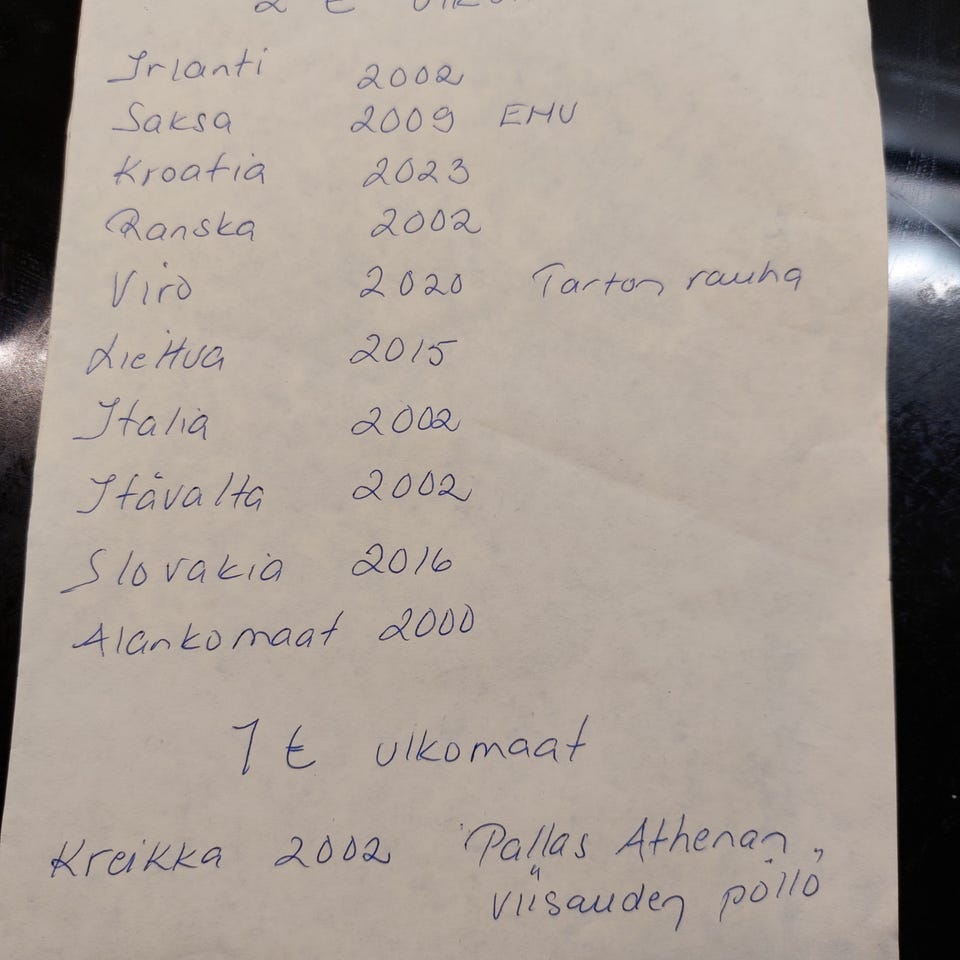 2 €
Irlanti 2002
Saksa 2009 EMU
Kroatia 2023
Ranska 2002
Viro 2020 Tarton rauha
Liettua 2015
Italia 2002
Itävalta 2002
Slovakia 2016
Alankomaat 2000
1 € ulkomaat
Kreikka 2002 "Pallas Athenan
viisauden pöllö"